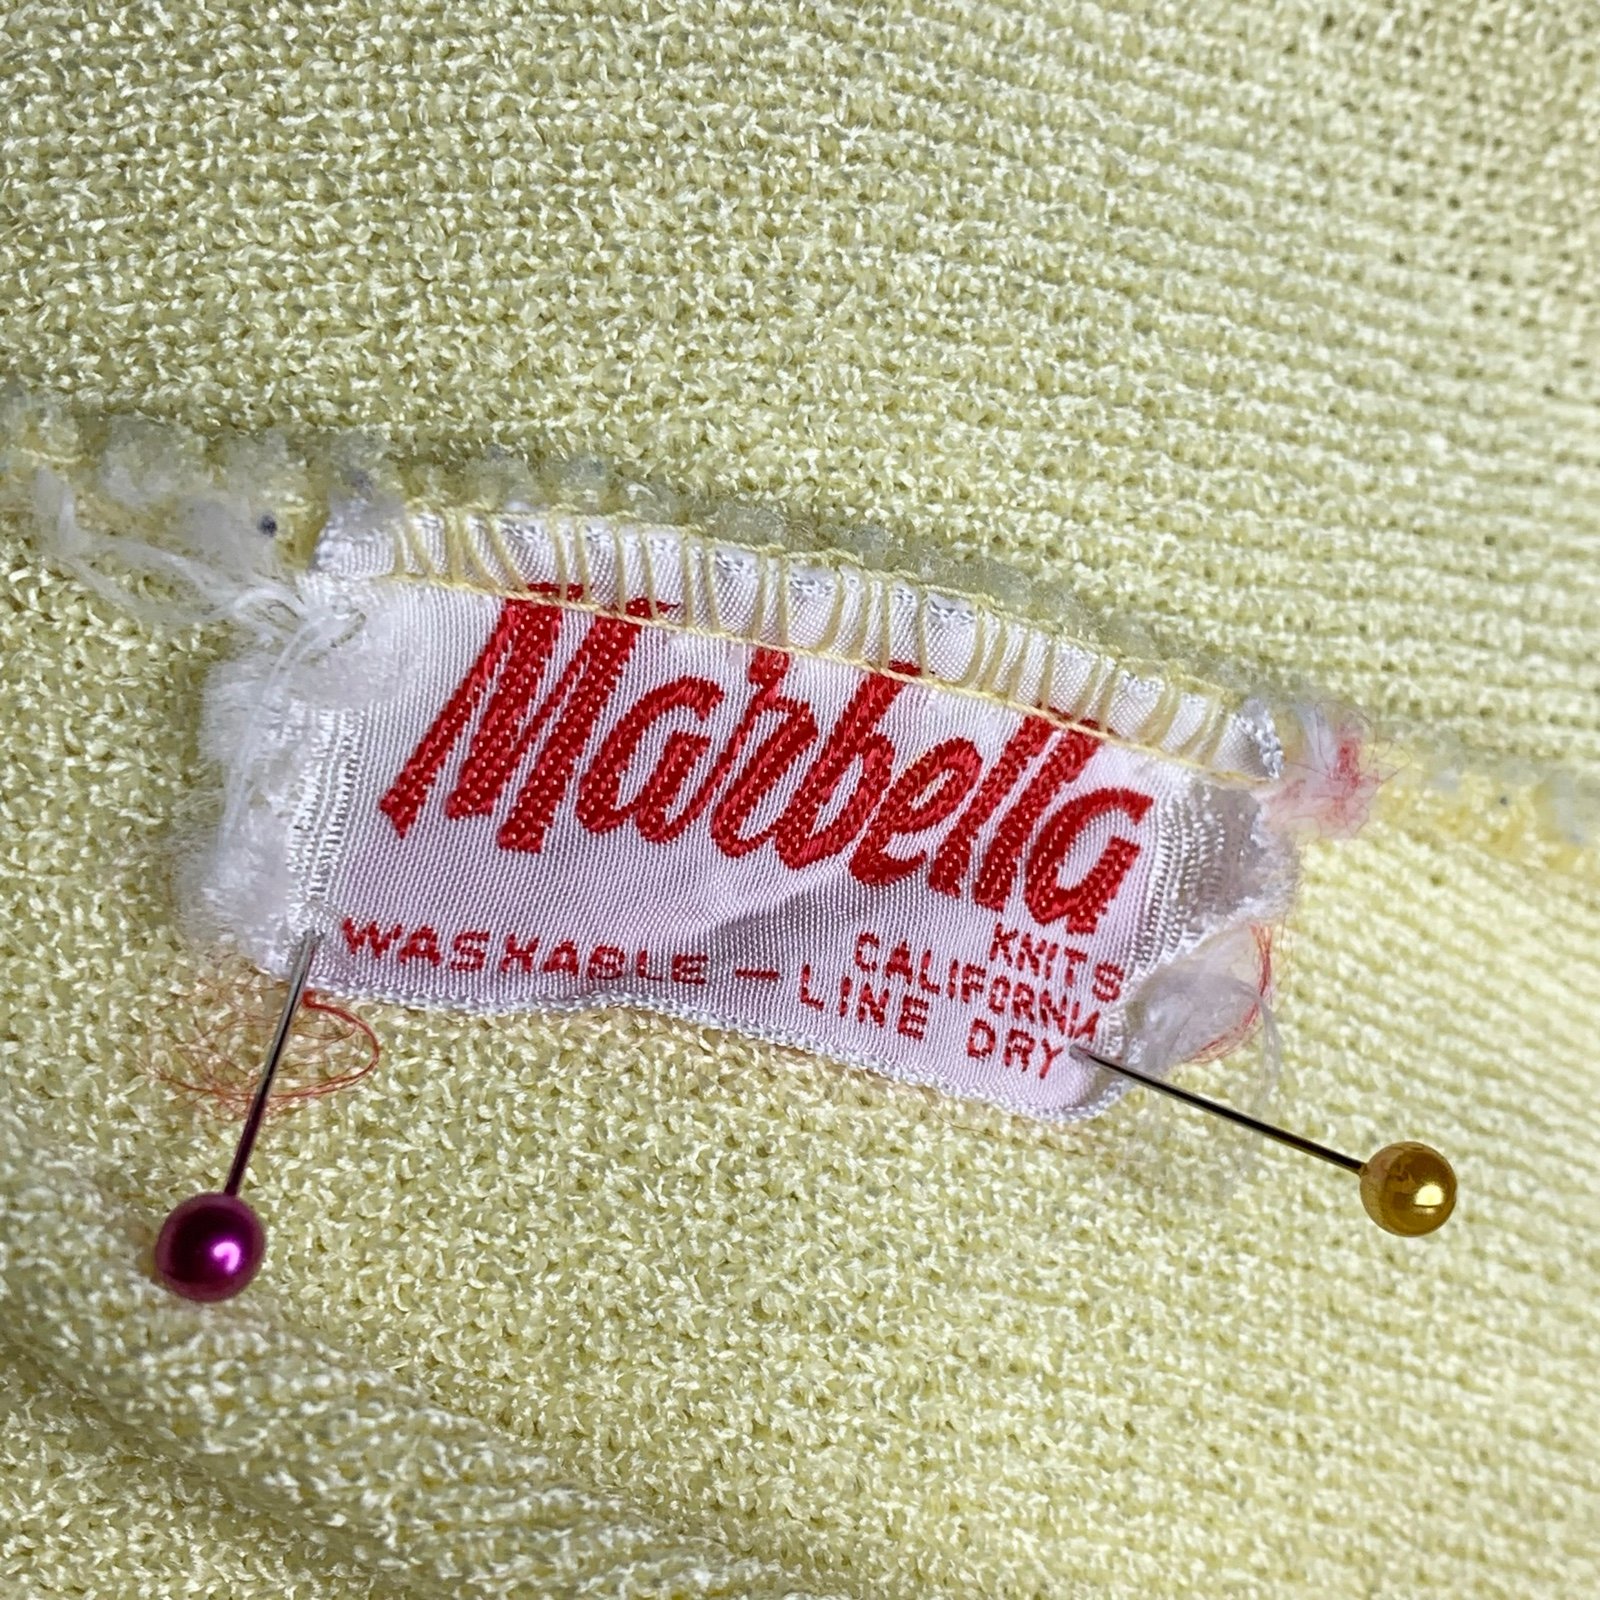 Marbella
KNITS
CALIFORNIA
WASHABLE — LINE DRY